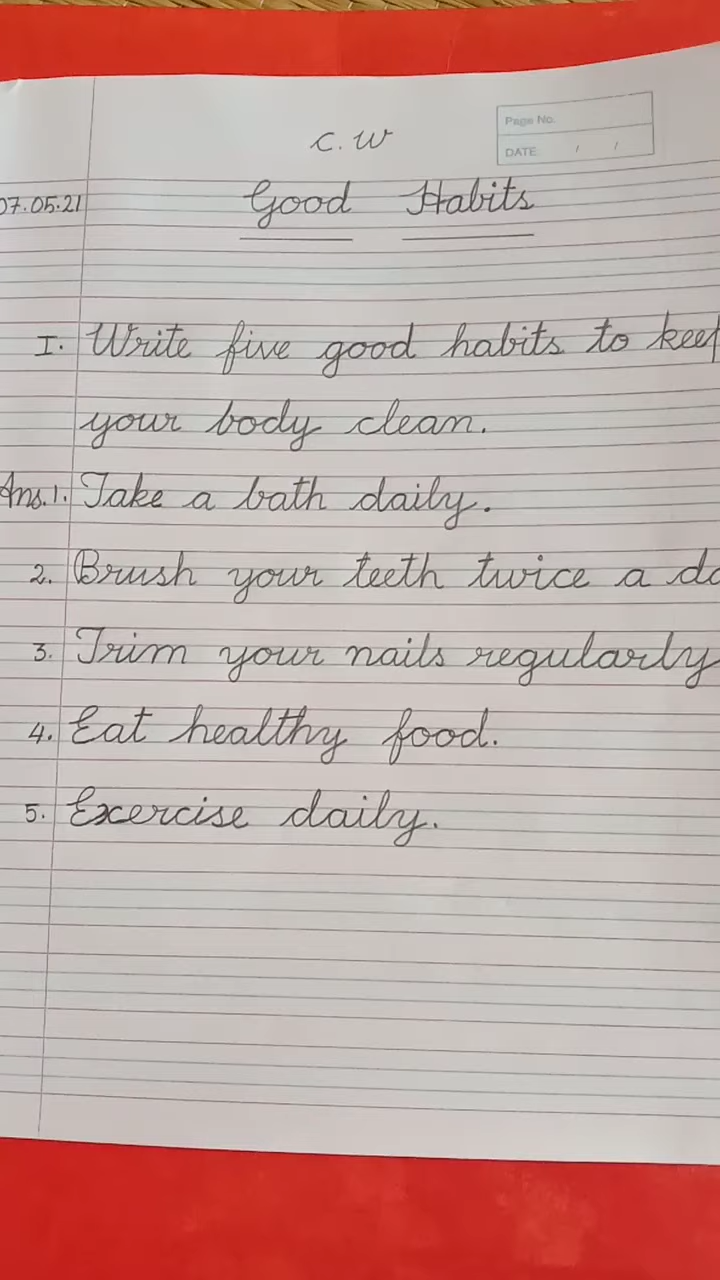 C.W
Page No.
DATE / /
07.05.21 Good Habits
I. Write five good habits to keep
your body clean.
Ans.1. Take a bath daily.
2. Brush your teeth twice a da
3. Trim your nails regularly
4. Eat healthy food.
5. Exercise daily.